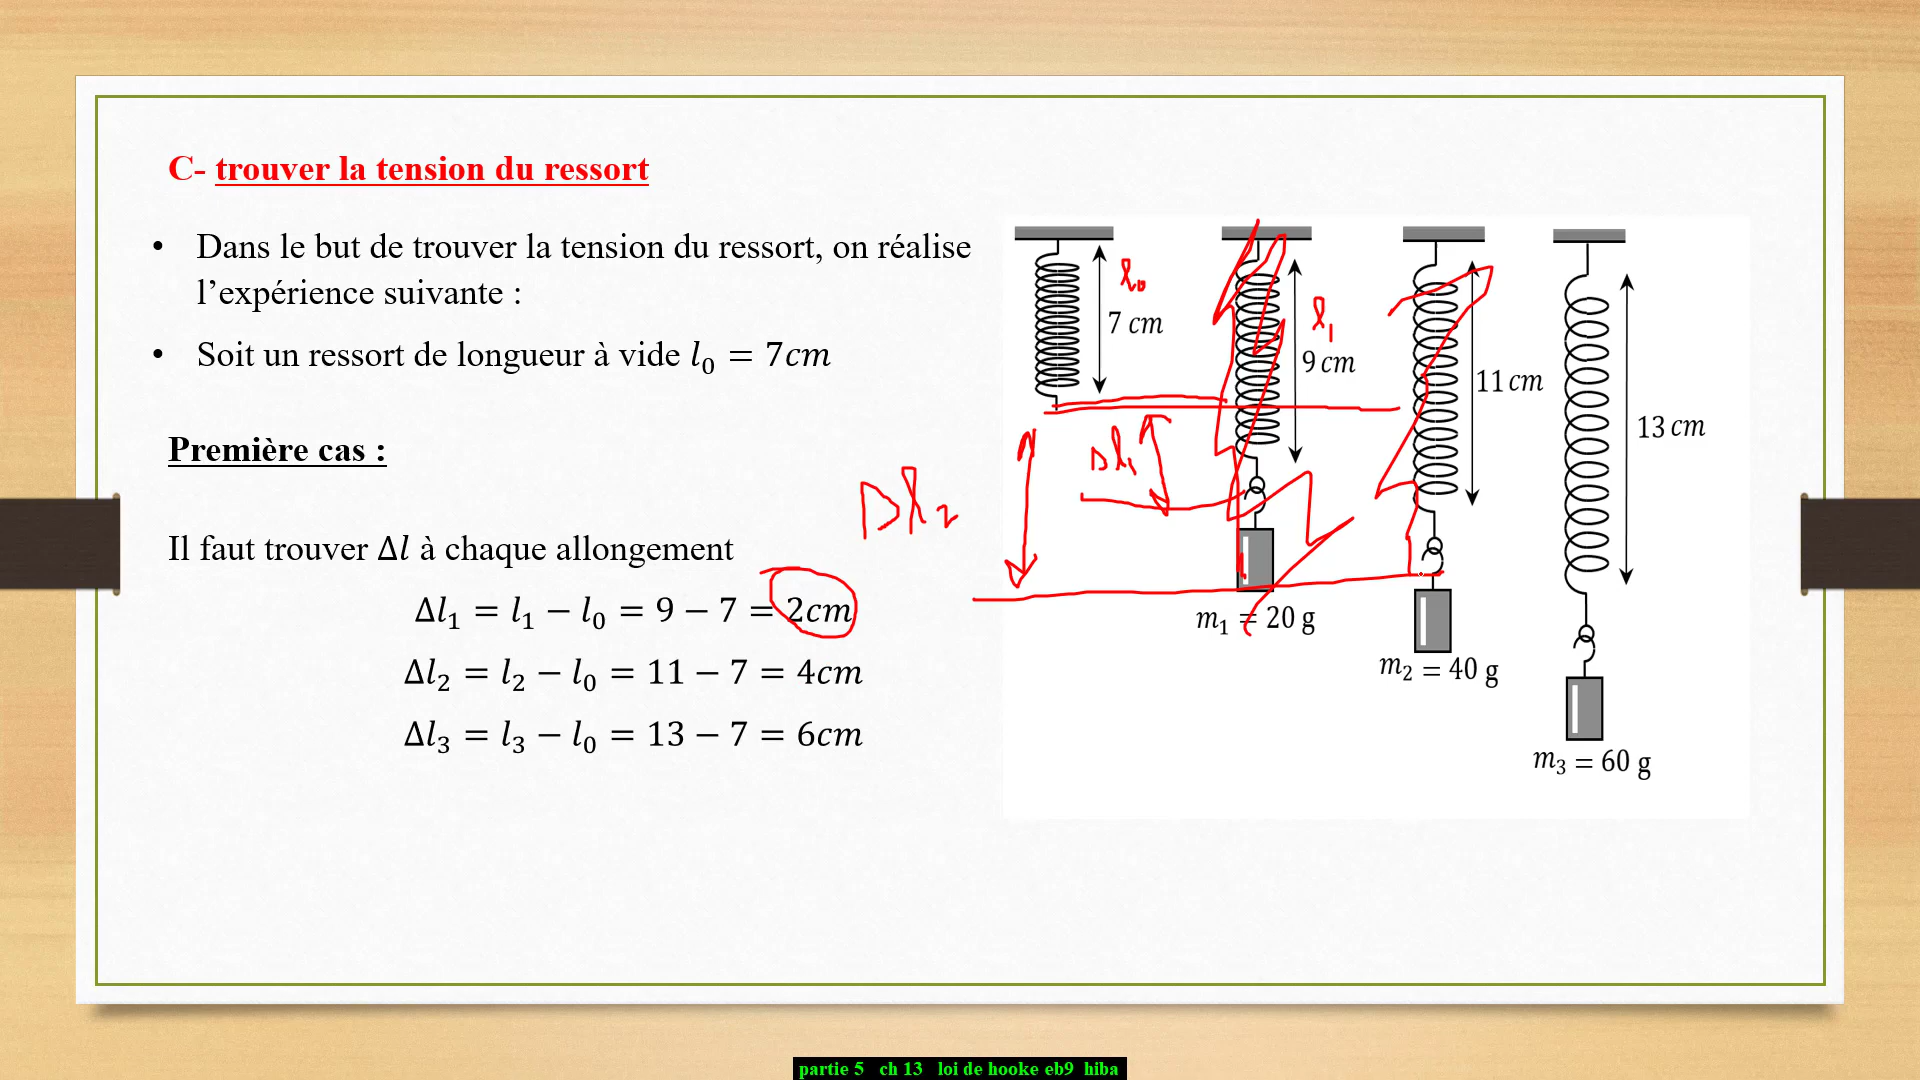 C- trouver la tension du ressort
• Dans le but de trouver la tension du ressort, on réalise
l’expérience suivante :
• Soit un ressort de longueur à vide l₀ = 7cm
Première cas :
Il faut trouver Δl à chaque allongement
Δl₁ = l₁ − l₀ = 9 − 7 = 2cm
Δl₂ = l₂ − l₀ = 11 − 7 = 4cm
Δl₃ = l₃ − l₀ = 13 − 7 = 6cm
l₀
7 cm
l₁
9 cm
11 cm
13 cm
Δl₁
Δl₂
m₁ = 20 g
m₂ = 40 g
m₃ = 60 g
partie 5 ch 13 loi de hooke eb9 hiba